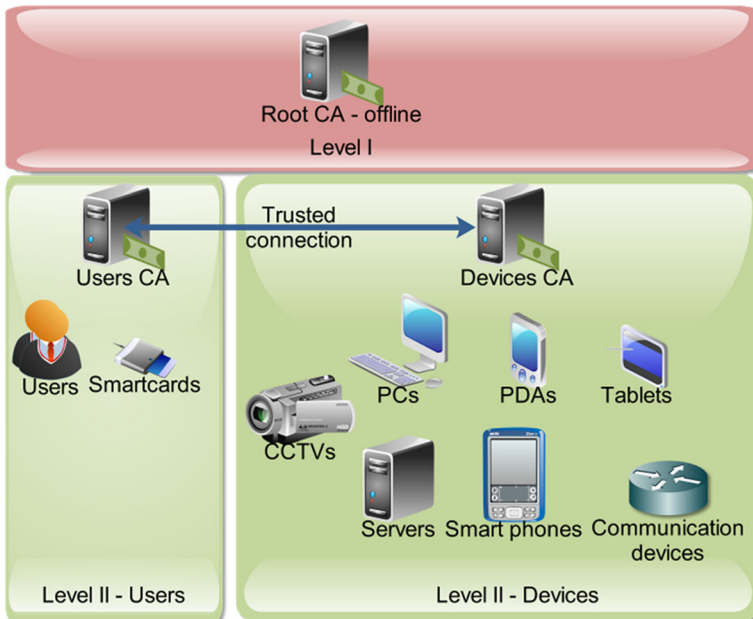 Root CA - offline
Level I
Trusted
connection
Users CA
Devices CA
Users
Smartcards
PCs
PDAs
Tablets
CCTVs
Servers
Smart phones
Communication
devices
Level II - Users
Level II - Devices